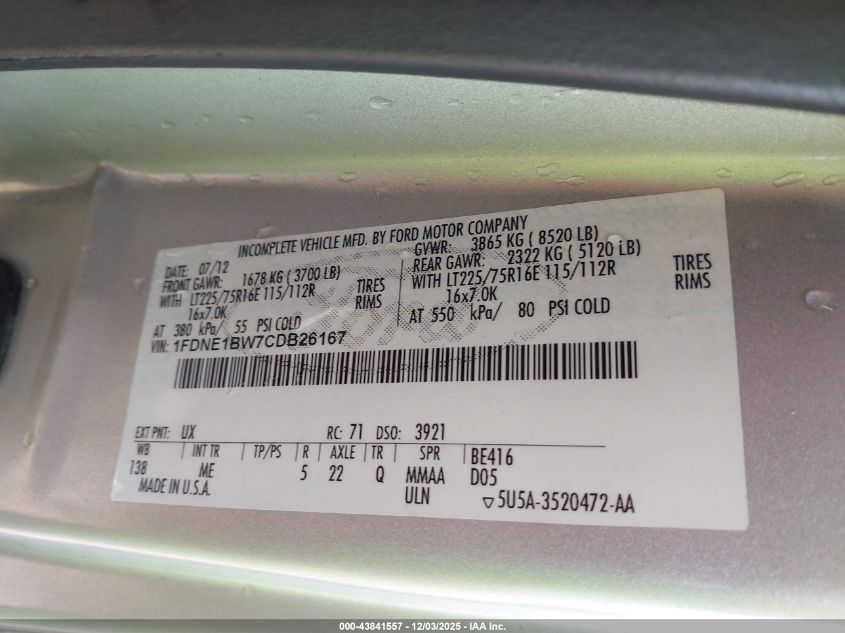 INCOMPLETE VEHICLE MFD. BY FORD MOTOR COMPANY
DATE: 07/12
FRONT GAWR: 1678 KG ( 3700 LB)
WITH LT225/75R16E 115/112R TIRES
16x7.0K RIMS
AT 380 kPa/ 55 PSI COLD
GVWR: 3865 KG ( 8520 LB)
REAR GAWR: 2322 KG ( 5120 LB)
WITH LT225/75R16E 115/112R TIRES
16x7.0K RIMS
AT 550 kPa/ 80 PSI COLD
VIN: 1FDNE1BW7CDB26167
EXT PNT: UX RC: 71 DSO: 3921
WB INT TR TP/PS R AXLE TR SPR BE416
138 ME 5 22 Q MMAA D05
MADE IN U.S.A. ULN ▽5U5A-3520472-AA
000-43841557 - 12/03/2025 - IAA Inc.